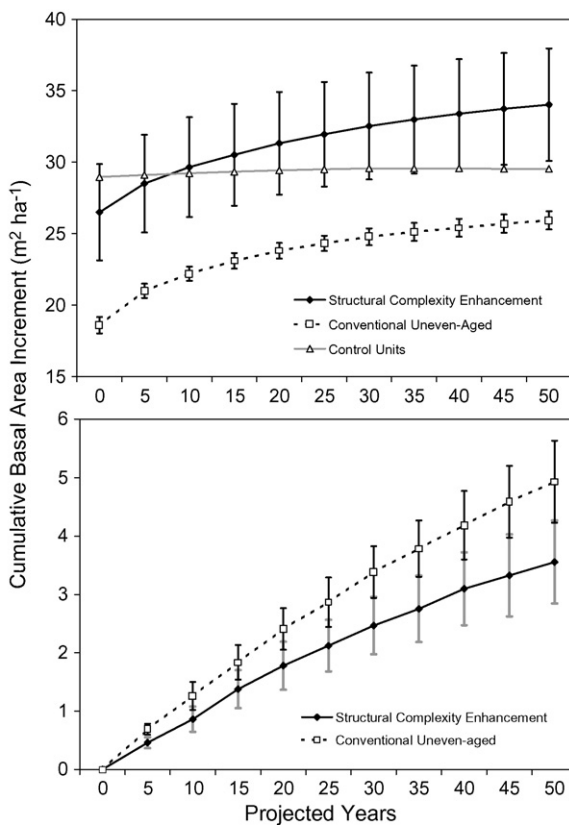 Cumulative Basal Area Increment (m² ha⁻¹)
40
35
30
25
20
15
Structural Complexity Enhancement
Conventional Uneven-Aged
Control Units
0 5 10 15 20 25 30 35 40 45 50
6
5
4
3
2
1
0
Structural Complexity Enhancement
Conventional Uneven-aged
0 5 10 15 20 25 30 35 40 45 50
Projected Years